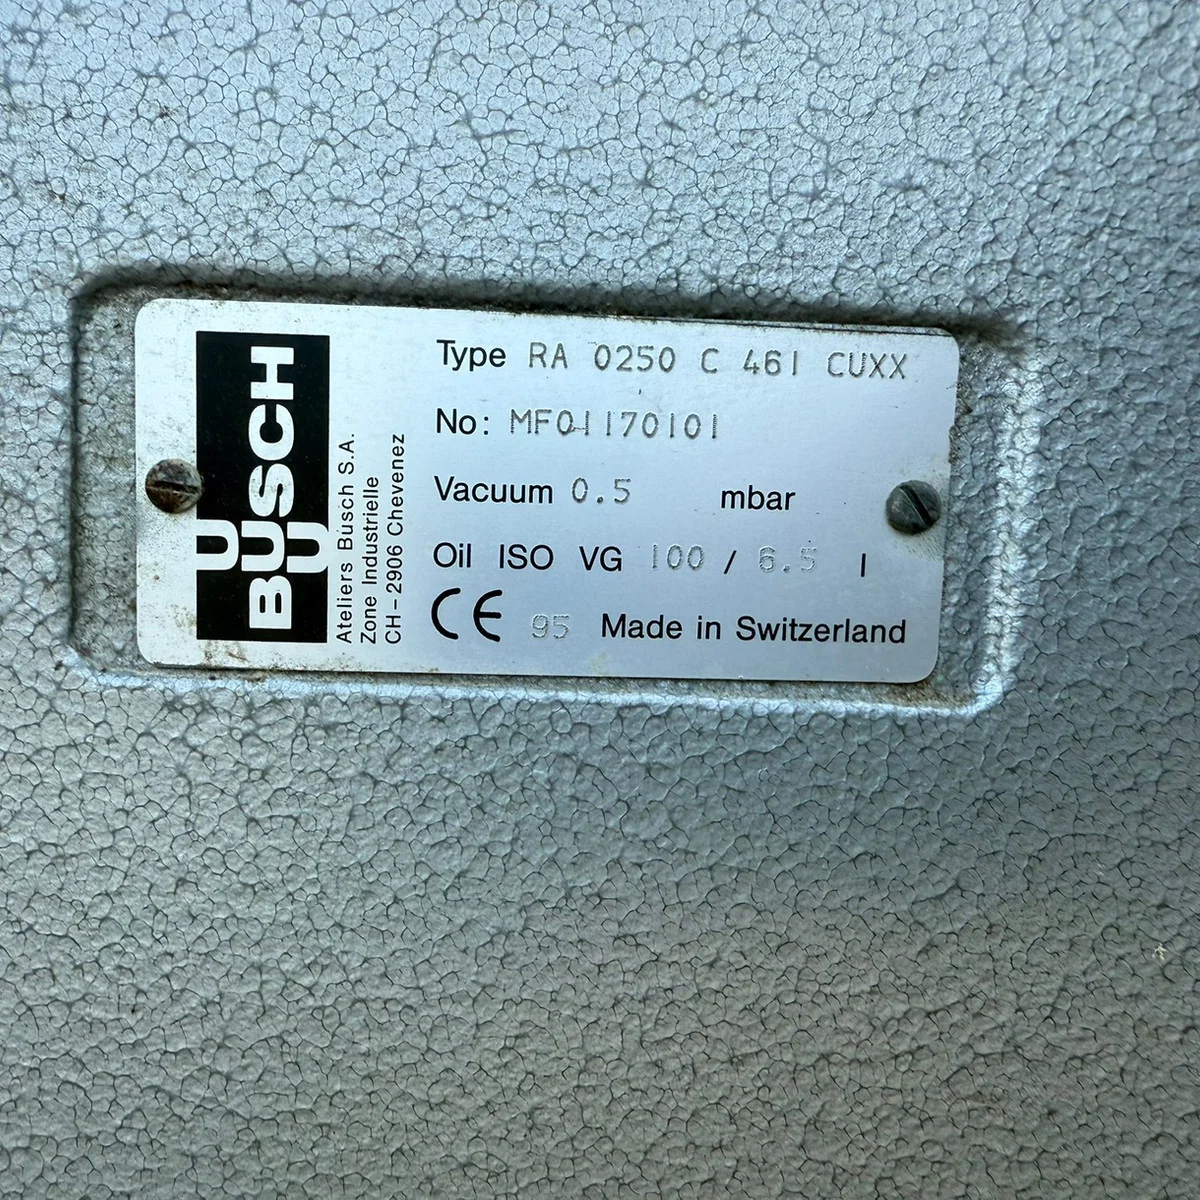 BUSCH
Ateliers Busch S.A.
Zone Industrielle
CH-2906 Chevenez
Type RA 0250 C 461 CUXX
No: MF01170101
Vacuum 0.5 mbar
Oil ISO VG 100 / 6.5 l
CE 95 Made in Switzerland